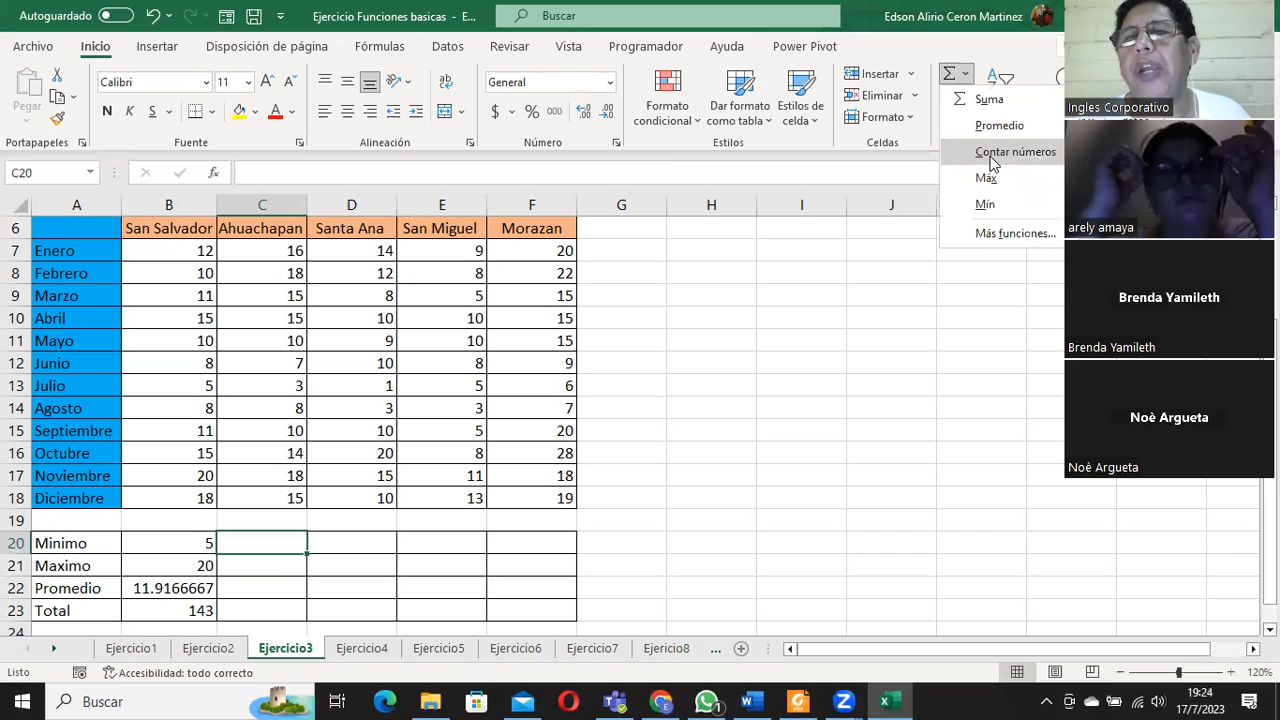 Autoguardado
Ejercicio Funciones basicas - E...
Buscar
Edson Alirio Ceron Martinez
Archivo Inicio Insertar Disposición de página Fórmulas Datos Revisar Vista Programador Ayuda Power Pivot
Pegar
Calibri 11
N K S
General
$ % 000
Formato condicional
Dar formato como tabla
Estilos de celdas
Insertar
Eliminar
Formato
Portapapeles Fuente Alineación Número Estilos Celdas
Σ
Σ Suma
Promedio
Contar números
Máx
Mín
Más funciones...
C20 fx
A B C D E F G H I J
6 San Salvador Ahuachapan Santa Ana San Miguel Morazan
7 Enero 12 16 14 9 20
8 Febrero 10 18 12 8 22
9 Marzo 11 15 8 5 15
10 Abril 15 15 10 10 15
11 Mayo 10 10 9 10 15
12 Junio 8 7 10 8 9
13 Julio 5 3 1 5 6
14 Agosto 8 8 3 3 7
15 Septiembre 11 10 10 5 20
16 Octubre 15 14 20 8 28
17 Noviembre 20 18 15 11 18
18 Diciembre 18 15 10 13 19
19
20 Minimo 5
21 Maximo 20
22 Promedio 11.9166667
23 Total 143
24
Ejercicio1 Ejercicio2 Ejercicio3 Ejercicio4 Ejercicio5 Ejercicio6 Ejercicio7 Ejercicio8 ...
Listo
Accesibilidad: todo correcto
120%
Buscar
19:24
17/7/2023
Ingles Corporativo
arely amaya
Brenda Yamileth
Brenda Yamileth
Noè Argueta
Noè Argueta